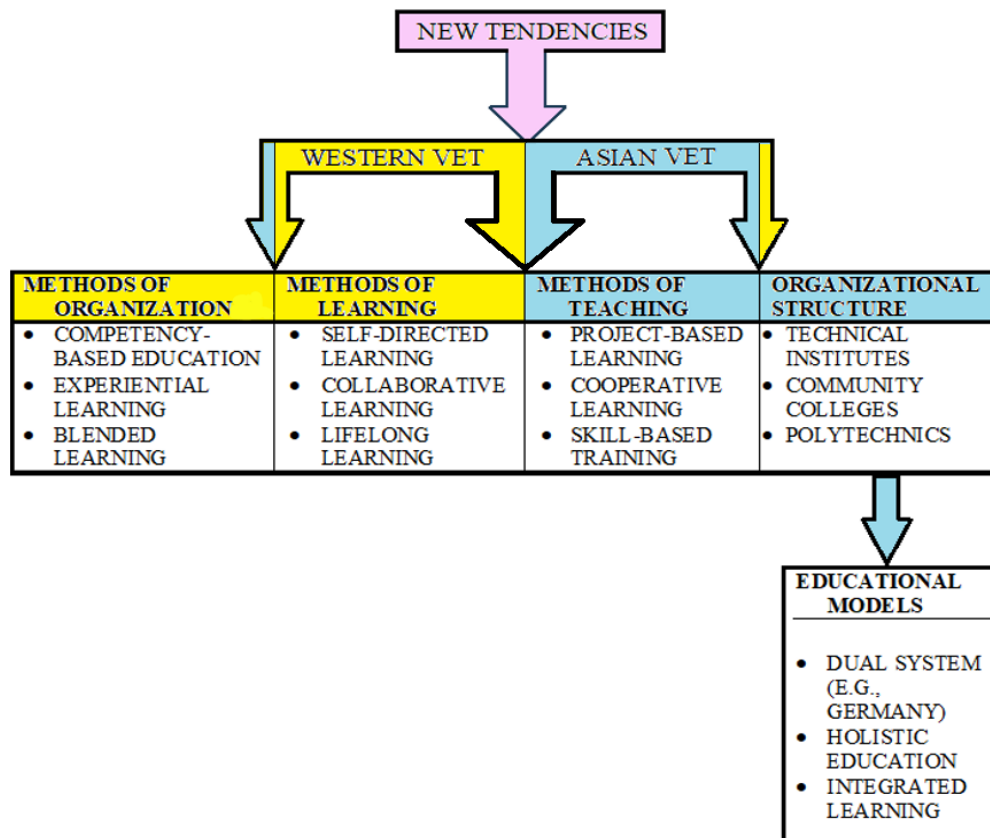 NEW TENDENCIES
WESTERN VET
ASIAN VET
METHODS OF
ORGANIZATION
• COMPETENCY-
BASED EDUCATION
• EXPERIENTIAL
LEARNING
• BLENDED
LEARNING
METHODS OF
LEARNING
• SELF-DIRECTED
LEARNING
• COLLABORATIVE
LEARNING
• LIFELONG
LEARNING
METHODS OF
TEACHING
• PROJECT-BASED
LEARNING
• COOPERATIVE
LEARNING
• SKILL-BASED
TRAINING
ORGANIZATIONAL
STRUCTURE
• TECHNICAL
INSTITUTES
• COMMUNITY
COLLEGES
• POLYTECHNICS
EDUCATIONAL
MODELS
• DUAL SYSTEM
(E.G.,
GERMANY)
• HOLISTIC
EDUCATION
• INTEGRATED
LEARNING